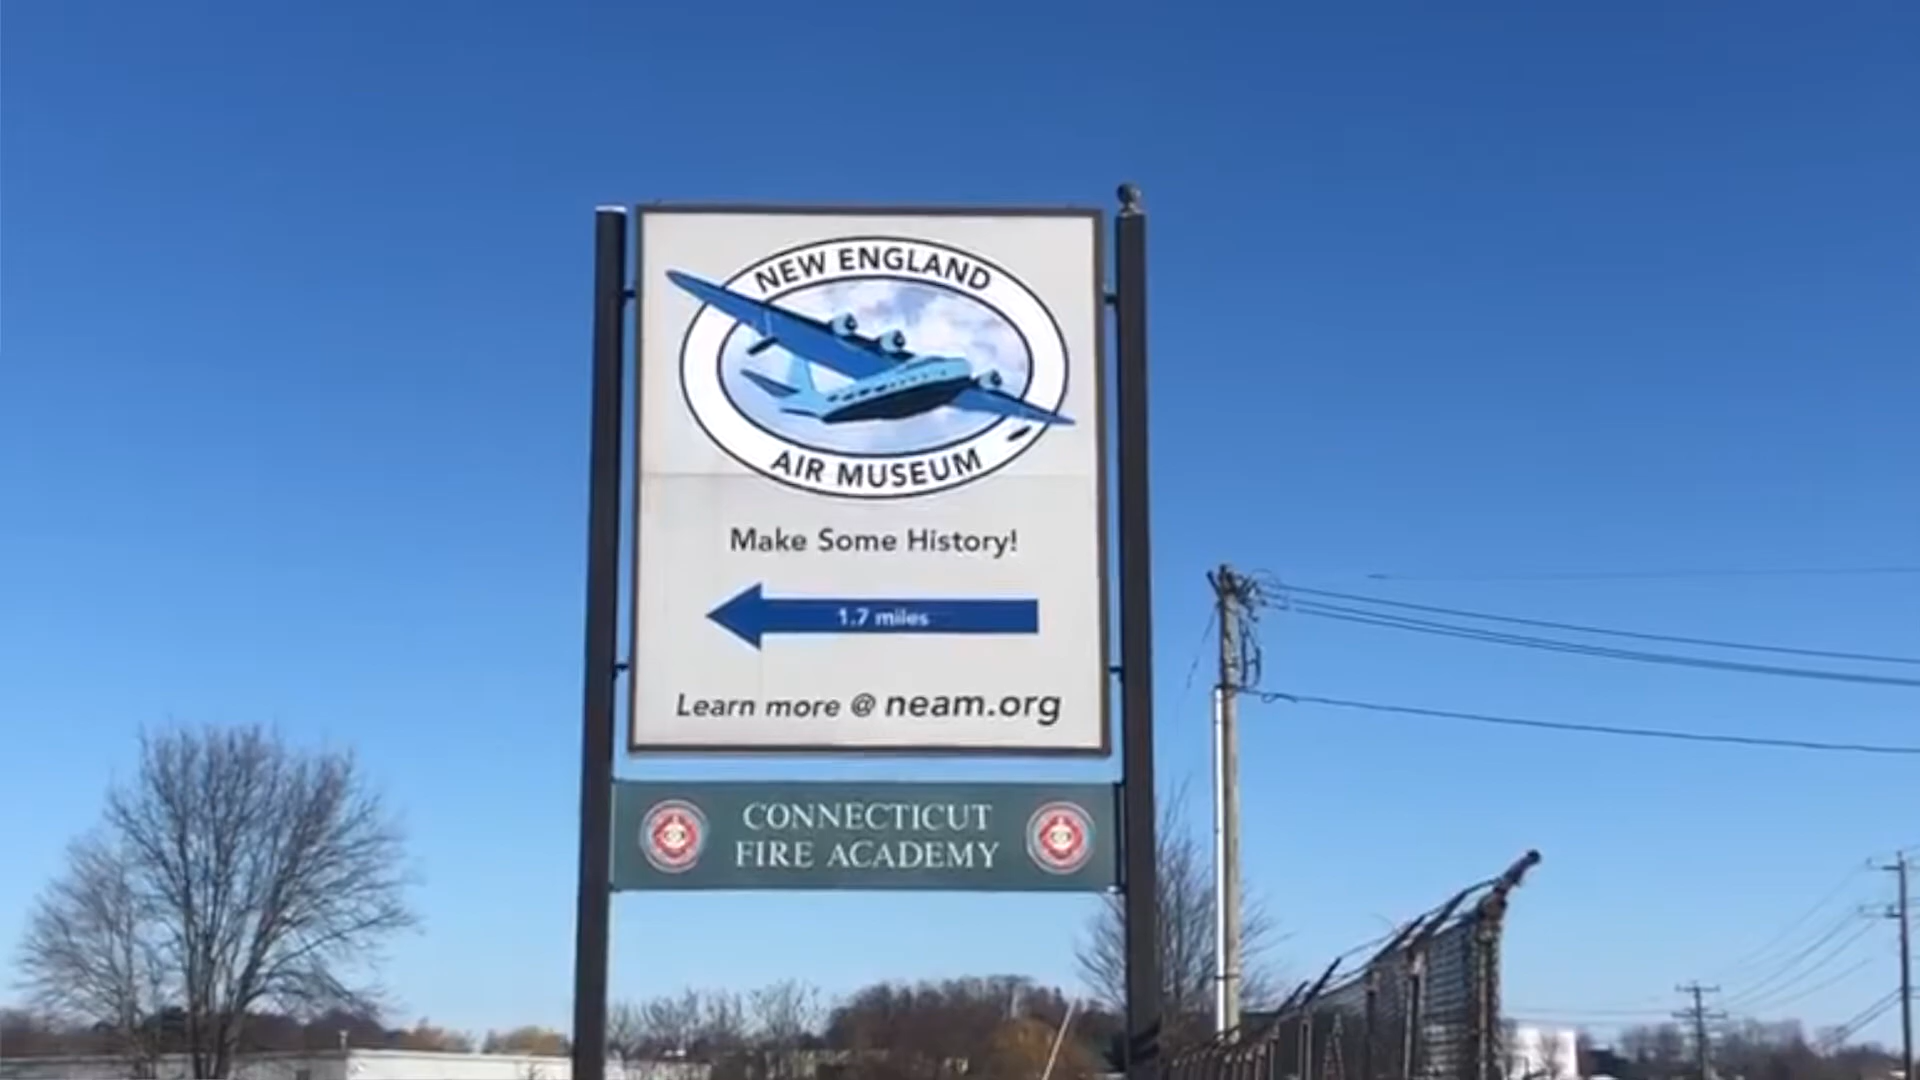 NEW ENGLAND
AIR MUSEUM
Make Some History!
1.7 miles
Learn more @ neam.org
CONNECTICUT
FIRE ACADEMY